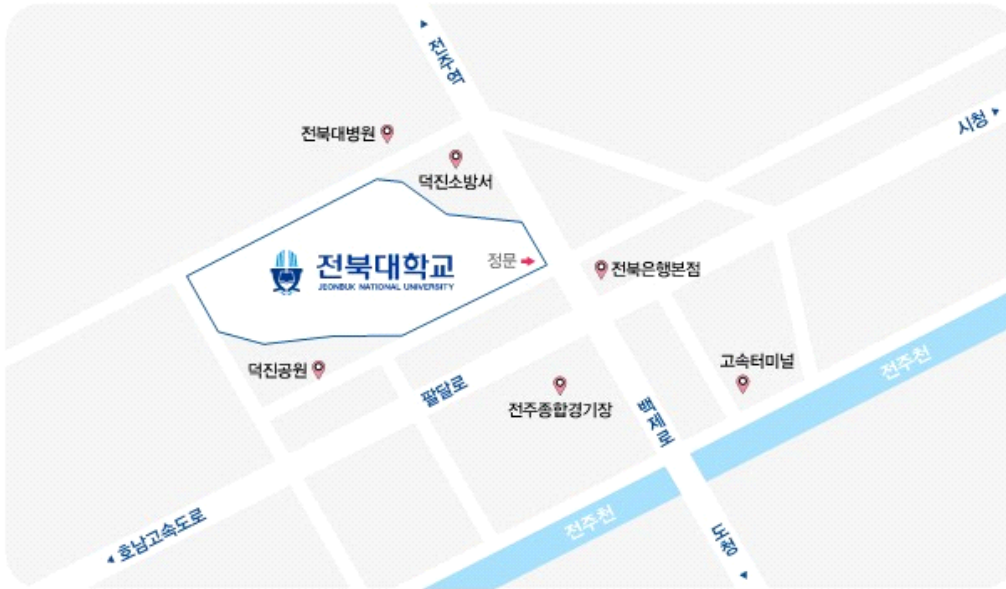 ▲ 전주역
시청 ▶
전북대병원
덕진소방서
전북대학교
JEONBUK NATIONAL UNIVERSITY
정문
전북은행본점
덕진공원
팔달로
전주종합경기장
고속터미널
전주천
백제로
◀ 호남고속도로
전주천
도청 ▼